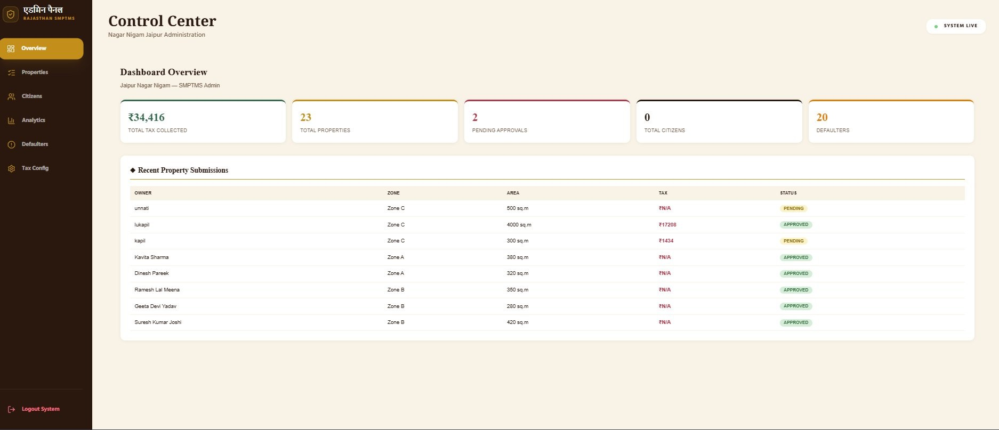 एडमिन पैनल
RAJASTHAN SMPTMS
Overview
Properties
Citizens
Analytics
Defaulters
Tax Config
Logout System
Control Center
Nagar Nigam Jaipur Administration
SYSTEM LIVE
Dashboard Overview
Jaipur Nagar Nigam — SMPTMS Admin
₹34,416
TOTAL TAX COLLECTED
23
TOTAL PROPERTIES
2
PENDING APPROVALS
0
TOTAL CITIZENS
20
DEFAULTERS
◆ Recent Property Submissions
OWNER ZONE AREA TAX STATUS
unnati Zone C 500 sq.m ₹N/A PENDING
lukapil Zone C 4000 sq.m ₹17208 APPROVED
kapil Zone C 300 sq.m ₹1434 PENDING
Kavita Sharma Zone A 380 sq.m ₹N/A APPROVED
Dinesh Pareek Zone A 320 sq.m ₹N/A APPROVED
Ramesh Lal Meena Zone B 350 sq.m ₹N/A APPROVED
Geeta Devi Yadav Zone B 280 sq.m ₹N/A APPROVED
Suresh Kumar Joshi Zone B 420 sq.m ₹N/A APPROVED